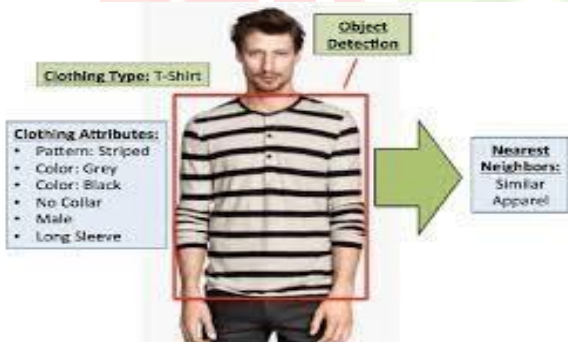 Object
Detection
Clothing Type: T-Shirt
Clothing Attributes:
• Pattern: Striped
• Color: Grey
• Color: Black
• No Collar
• Male
• Long Sleeve
Nearest
Neighbors:
Similar
Apparel